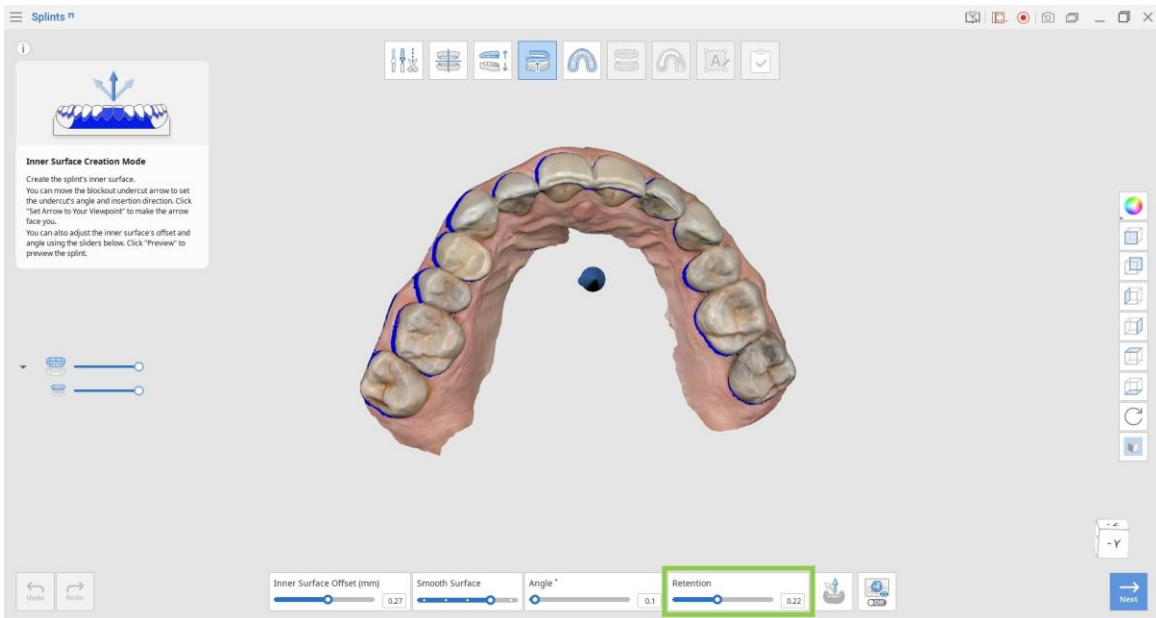 Splints
Inner Surface Creation Mode
Create the splint's inner surface.
You can move the blockout undercut arrow to set
the undercut's angle and insertion direction. Click
"Set Arrow to Your Viewpoint" to make the arrow
face you.
You can also adjust the inner surface's offset and
angle using the sliders below. Click "Preview" to
preview the splint.
-Y
Undo
Redo
Inner Surface Offset (mm)
0.27
Smooth Surface
Angle °
0.1
Retention
0.22
Off
Next